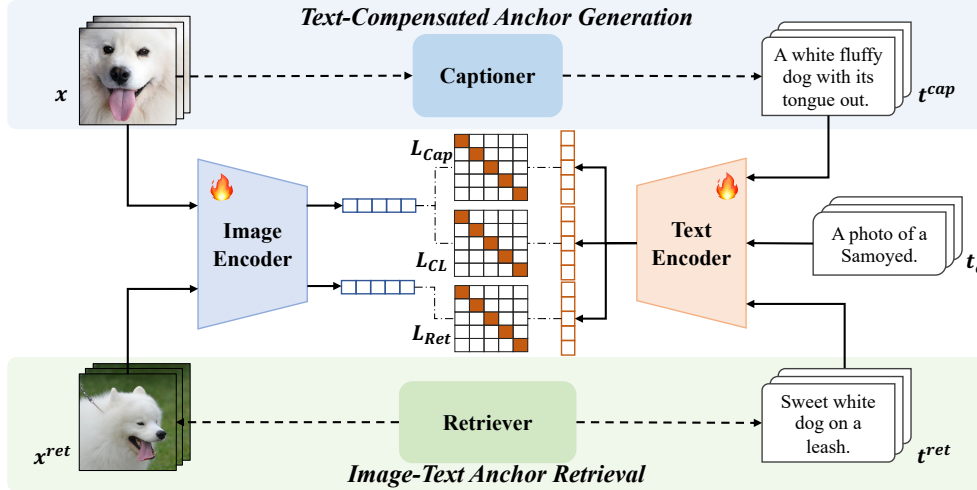 Text-Compensated Anchor Generation
x
Captioner
A white fluffy
dog with its
tongue out.
t^cap
L_Cap
Image
Encoder
L_CL
Text
Encoder
A photo of a
Samoyed.
L_Ret
x^ret
Retriever
Sweet white
dog on a
leash.
t^ret
Image-Text Anchor Retrieval